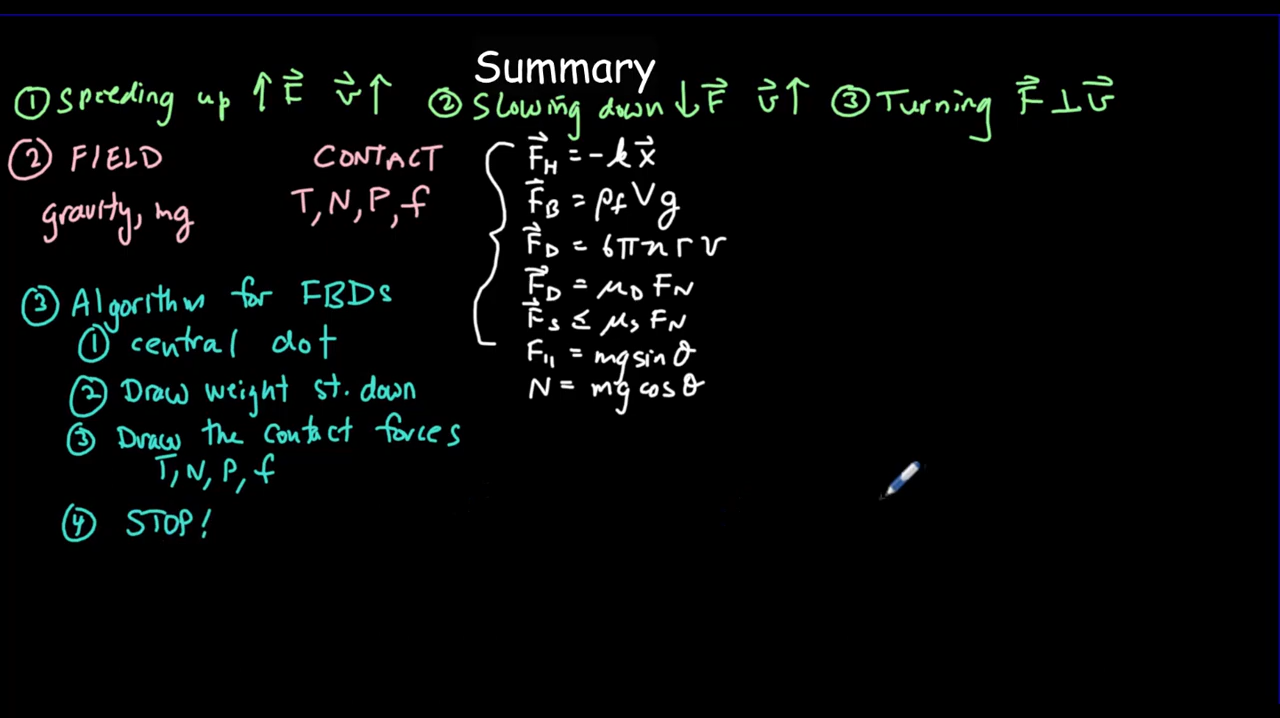 Summary
① Speeding up ↑F⃗ v⃗↑ ② Slowing down ↓F⃗ v⃗↑ ③ Turning F⃗⊥v⃗
② FIELD CONTACT
gravity, mg T, N, P, f
F⃗H = -kx⃗
F⃗B = ρf V g
F⃗D = 6πηrv
F⃗D = μD FN
F⃗s ≤ μs FN
F|| = mg sin θ
N = mg cos θ
③ Algorithm for FBDs
① central dot
② Draw weight st. down
③ Draw the contact forces
T, N, P, f
④ STOP!